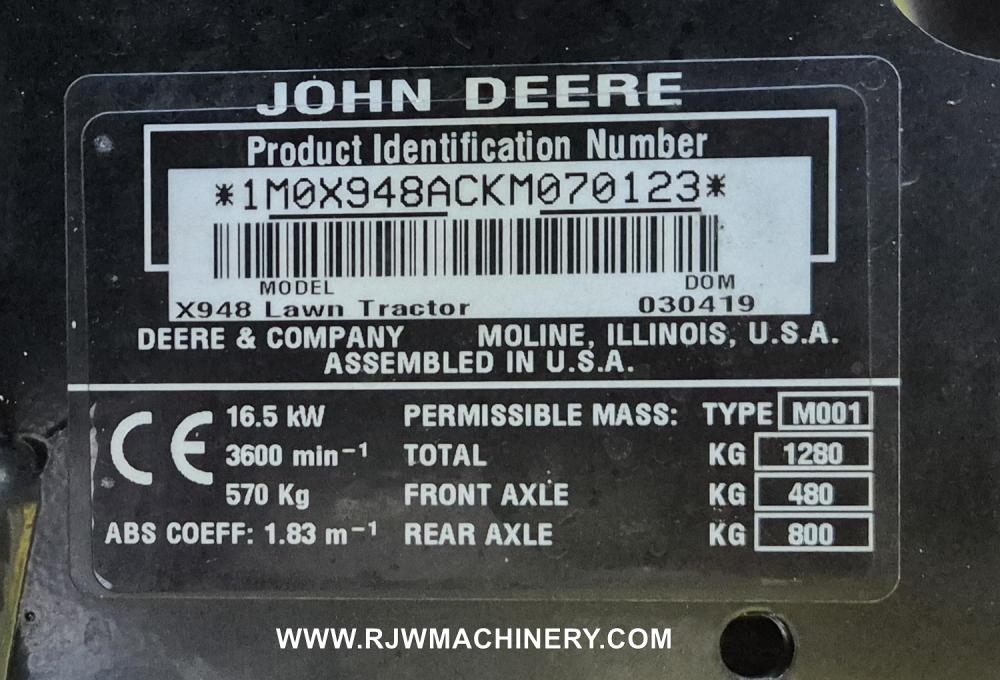 JOHN DEERE
Product Identification Number
*1M0X948ACKM070123*
MODEL DOM
X948 Lawn Tractor 030419
DEERE & COMPANY MOLINE, ILLINOIS, U.S.A.
ASSEMBLED IN U.S.A.
CE 16.5 kW PERMISSIBLE MASS: TYPE M001
3600 min⁻¹ TOTAL KG 1280
570 Kg FRONT AXLE KG 480
ABS COEFF: 1.83 m⁻¹ REAR AXLE KG 800
WWW.RJWMACHINERY.COM